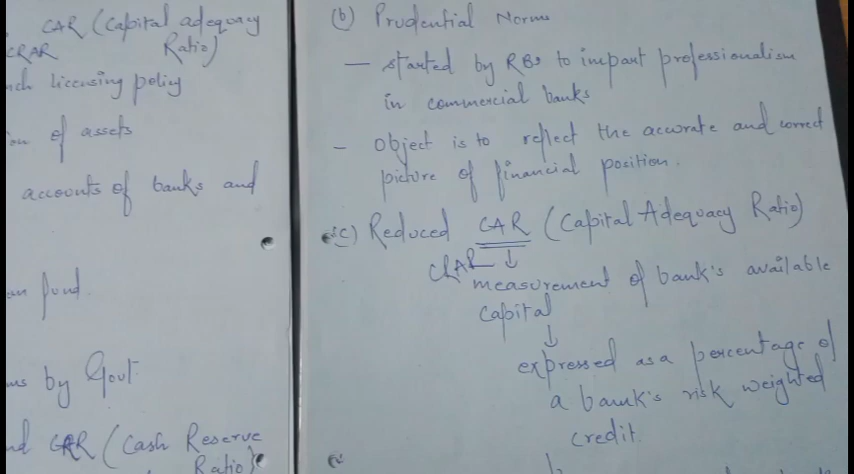 CAR (Capital adequacy
CRAR Ratio)
licensing policy
of assets
accounts of banks and
fund.
by Govt.
CRR (Cash Reserve
Ratio)
(b) Prudential Norms
- started by RBI to impart professionalism
in commercial banks
- Object is to reflect the accurate and correct
picture of financial position.
(c) Reduced CAR (Capital Adequacy Ratio)
CRAR ↓
measurement of bank's available
capital
↓
expressed as a percentage of
a bank's risk weighted
credit.